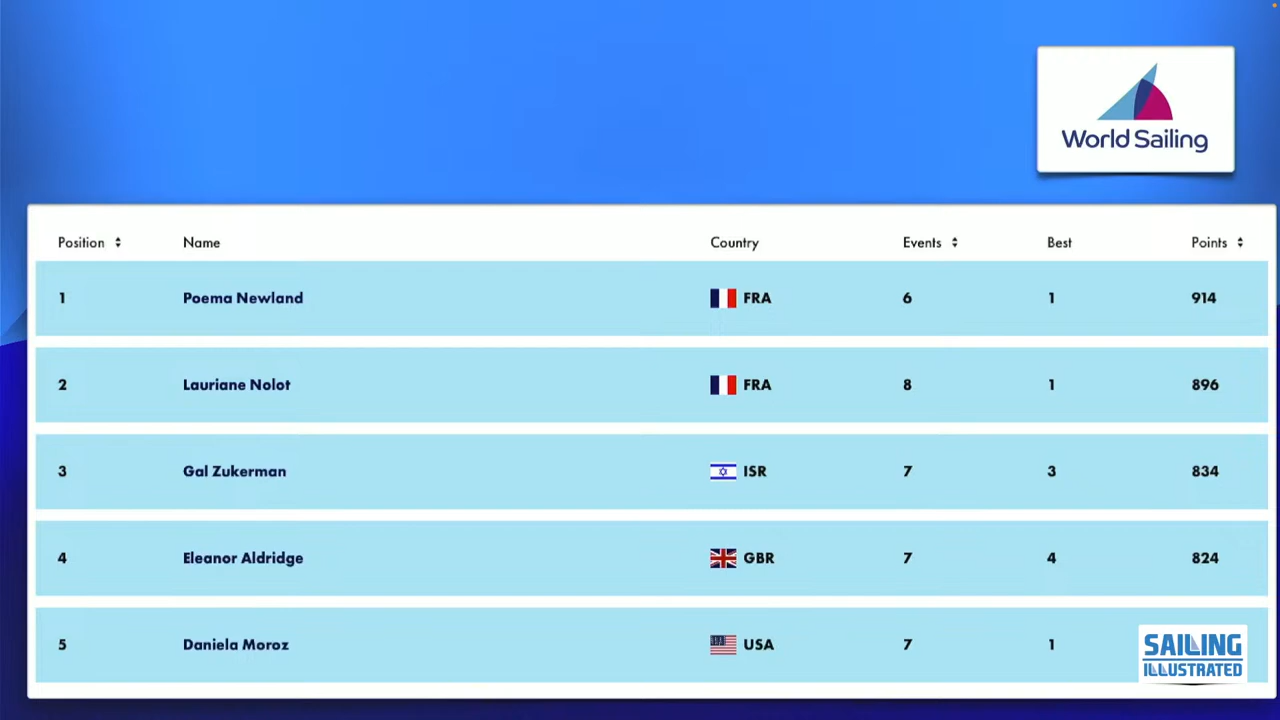 World Sailing
Position Name Country Events Best Points
1 Poema Newland FRA 6 1 914
2 Lauriane Nolot FRA 8 1 896
3 Gal Zukerman ISR 7 3 834
4 Eleanor Aldridge GBR 7 4 824
5 Daniela Moroz USA 7 1
SAILING
ILLUSTRATED